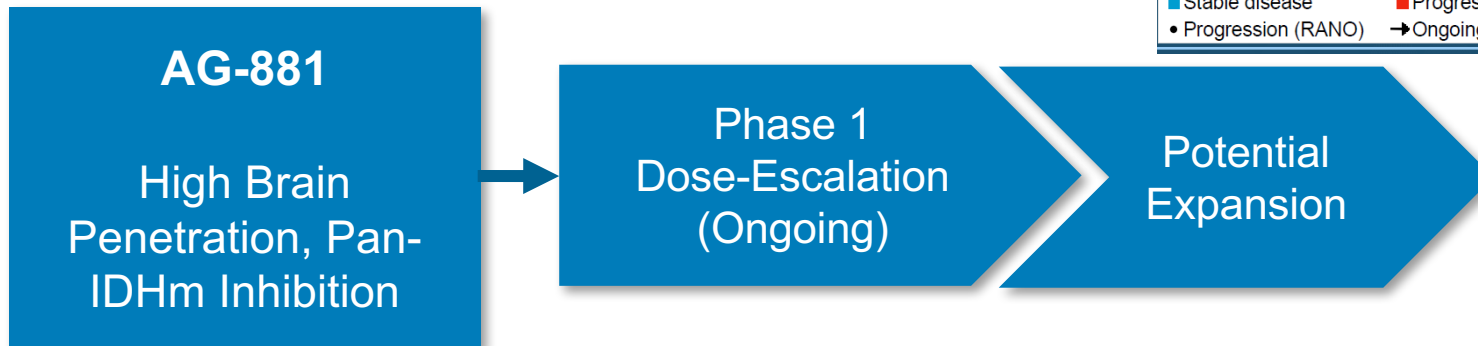 Stable disease
• Progression (RANO)
AG-881
High Brain
Penetration, Pan-
IDHm Inhibition
Phase 1
Dose-Escalation
(Ongoing)
Potential
Expansion